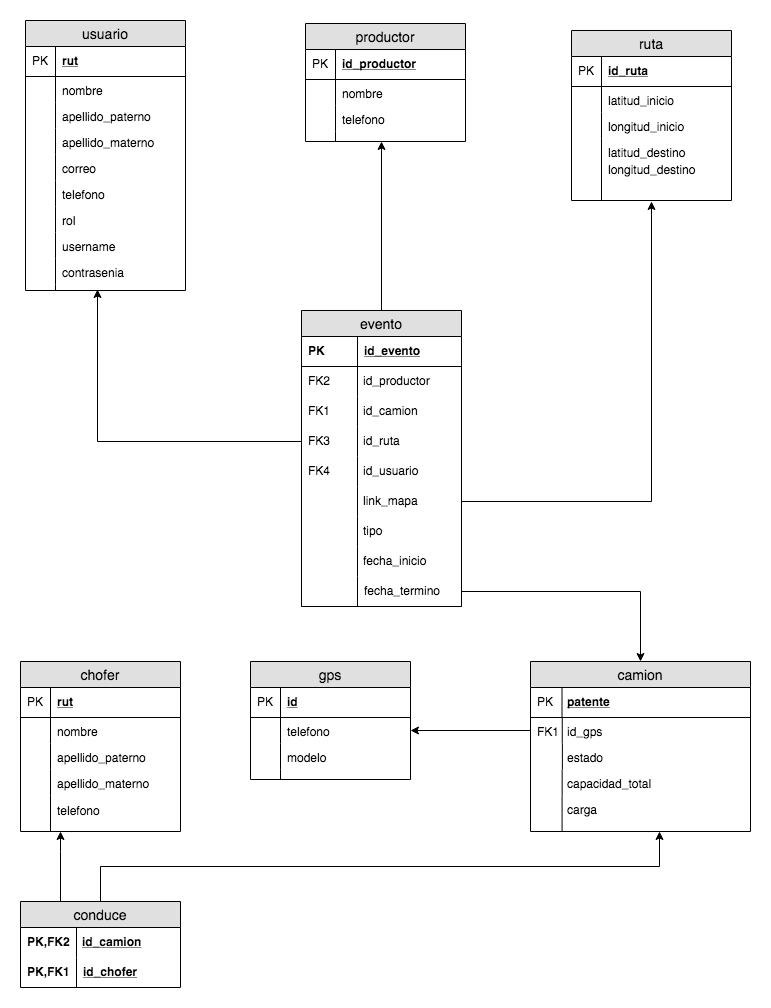 usuario
PK rut
nombre
apellido_paterno
apellido_materno
correo
telefono
rol
username
contrasenia
productor
PK id_productor
nombre
telefono
ruta
PK id_ruta
latitud_inicio
longitud_inicio
latitud_destino
longitud_destino
evento
PK id_evento
FK2 id_productor
FK1 id_camion
FK3 id_ruta
FK4 id_usuario
link_mapa
tipo
fecha_inicio
fecha_termino
chofer
PK rut
nombre
apellido_paterno
apellido_materno
telefono
gps
PK id
telefono
modelo
camion
PK patente
FK1 id_gps
estado
capacidad_total
carga
conduce
PK,FK2 id_camion
PK,FK1 id_chofer